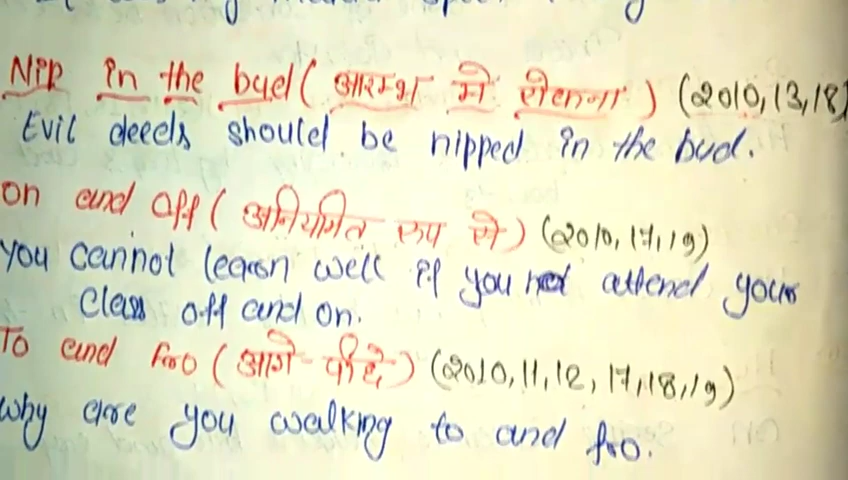 Nip in the bud ( आरम्भ में रोकना ) (2010,13,18)
Evil deeds should be nipped in the bud.
on and off ( अनियमित रूप से ) (2010,17,19)
you cannot learn well if you not attend your
class off and on.
To and fro ( आगे - पीछे ) (2010,11,12,17,18,19)
why are you walking to and fro.